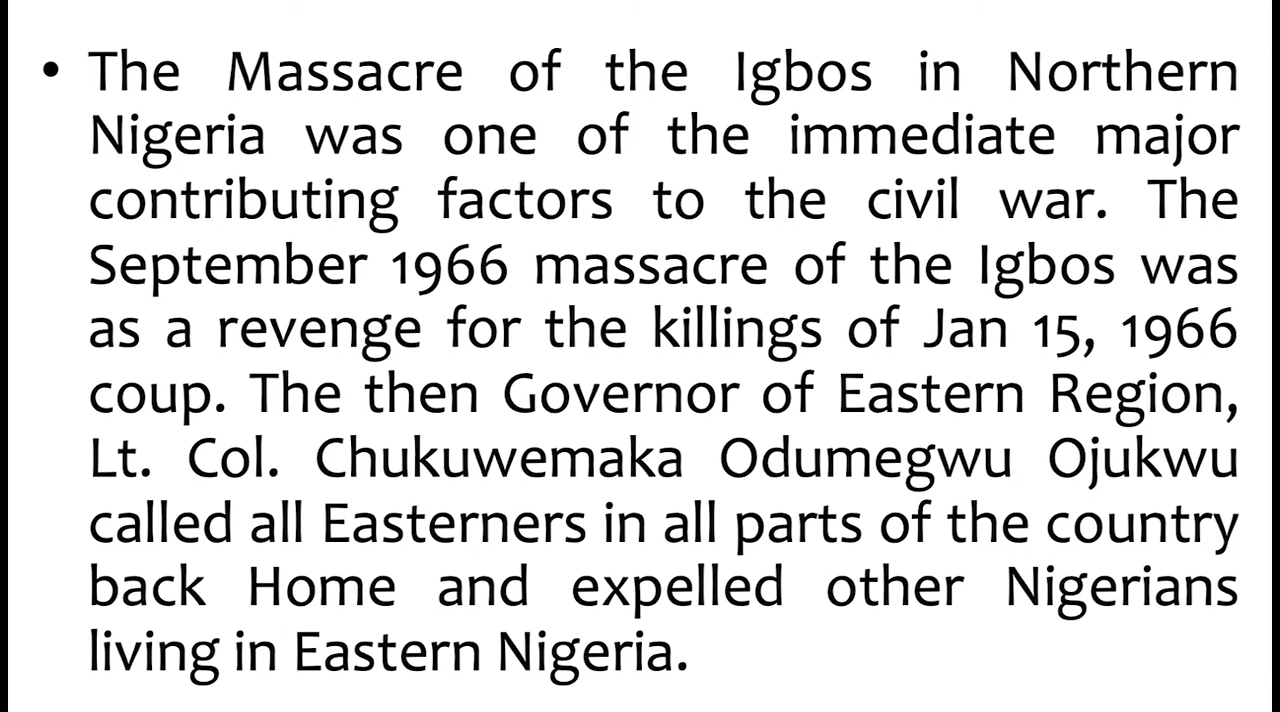 • The Massacre of the Igbos in Northern
Nigeria was one of the immediate major
contributing factors to the civil war. The
September 1966 massacre of the Igbos was
as a revenge for the killings of Jan 15, 1966
coup. The then Governor of Eastern Region,
Lt. Col. Chukuwemaka Odumegwu Ojukwu
called all Easterners in all parts of the country
back Home and expelled other Nigerians
living in Eastern Nigeria.